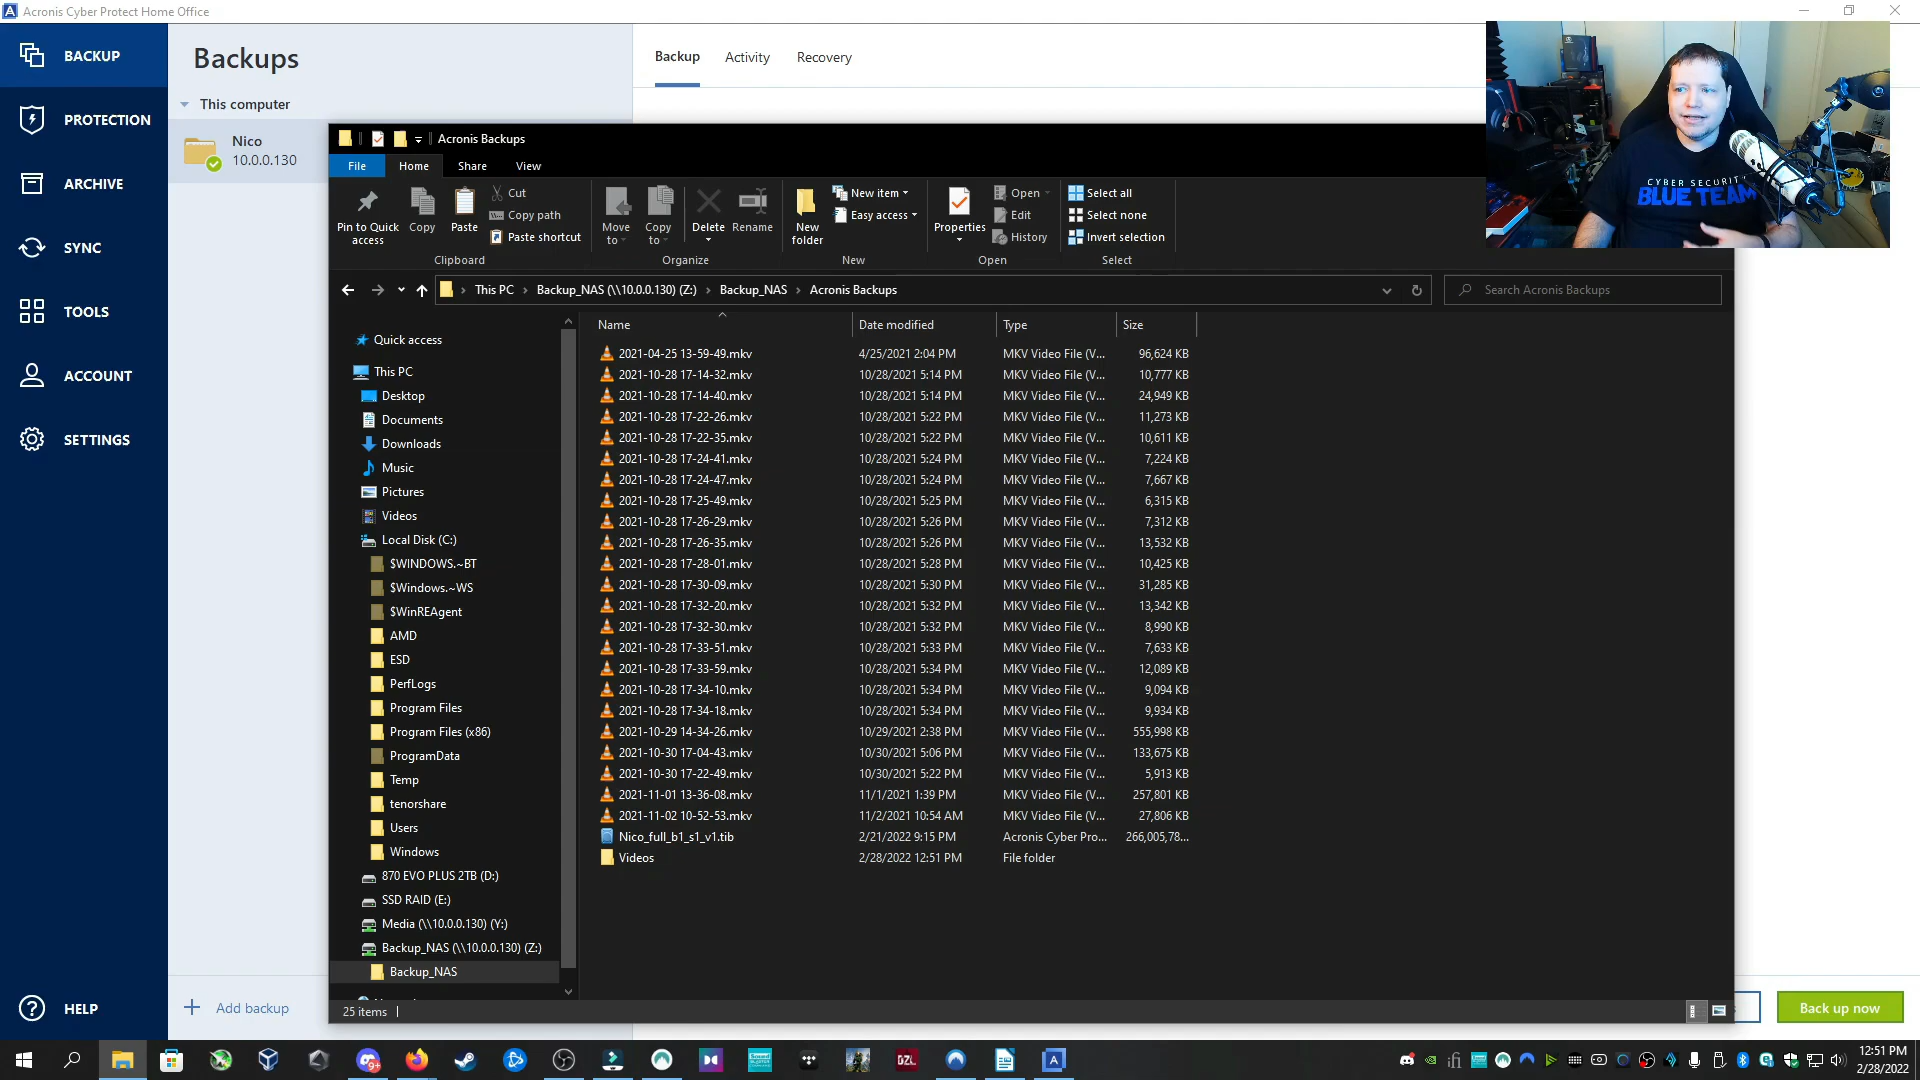 Acronis Cyber Protect Home Office
BACKUP
PROTECTION
ARCHIVE
SYNC
TOOLS
ACCOUNT
SETTINGS
HELP
Backups
This computer
Nico
10.0.0.130
Add backup
Backup Activity Recovery
CYBER SECURITY
BLUE TEAM
Acronis Backups
File Home Share View
Pin to Quick access
Copy
Paste
Cut
Copy path
Paste shortcut
Clipboard
Move to
Copy to
Delete
Rename
Organize
New folder
New item
Easy access
New
Properties
Open
Edit
History
Open
Select all
Select none
Invert selection
Select
This PC Backup_NAS (\\10.0.0.130) (Z:) Backup_NAS Acronis Backups
Search Acronis Backups
Quick access
This PC
Desktop
Documents
Downloads
Music
Pictures
Videos
Local Disk (C:)
$WINDOWS.~BT
$Windows.~WS
$WinREAgent
AMD
ESD
PerfLogs
Program Files
Program Files (x86)
ProgramData
Temp
tenorshare
Users
Windows
870 EVO PLUS 2TB (D:)
SSD RAID (E:)
Media (\\10.0.0.130) (Y:)
Backup_NAS (\\10.0.0.130) (Z:)
Backup_NAS
Name Date modified Type Size
2021-04-25 13-59-49.mkv 4/25/2021 2:04 PM MKV Video File (V... 96,624 KB
2021-10-28 17-14-32.mkv 10/28/2021 5:14 PM MKV Video File (V... 10,777 KB
2021-10-28 17-14-40.mkv 10/28/2021 5:14 PM MKV Video File (V... 24,949 KB
2021-10-28 17-22-26.mkv 10/28/2021 5:22 PM MKV Video File (V... 11,273 KB
2021-10-28 17-22-35.mkv 10/28/2021 5:22 PM MKV Video File (V... 10,611 KB
2021-10-28 17-24-41.mkv 10/28/2021 5:24 PM MKV Video File (V... 7,224 KB
2021-10-28 17-24-47.mkv 10/28/2021 5:24 PM MKV Video File (V... 7,667 KB
2021-10-28 17-25-49.mkv 10/28/2021 5:25 PM MKV Video File (V... 6,315 KB
2021-10-28 17-26-29.mkv 10/28/2021 5:26 PM MKV Video File (V... 7,312 KB
2021-10-28 17-26-35.mkv 10/28/2021 5:26 PM MKV Video File (V... 13,532 KB
2021-10-28 17-28-01.mkv 10/28/2021 5:28 PM MKV Video File (V... 10,425 KB
2021-10-28 17-30-09.mkv 10/28/2021 5:30 PM MKV Video File (V... 31,285 KB
2021-10-28 17-32-20.mkv 10/28/2021 5:32 PM MKV Video File (V... 13,342 KB
2021-10-28 17-32-30.mkv 10/28/2021 5:32 PM MKV Video File (V... 8,990 KB
2021-10-28 17-33-51.mkv 10/28/2021 5:33 PM MKV Video File (V... 7,633 KB
2021-10-28 17-33-59.mkv 10/28/2021 5:34 PM MKV Video File (V... 12,089 KB
2021-10-28 17-34-10.mkv 10/28/2021 5:34 PM MKV Video File (V... 9,094 KB
2021-10-28 17-34-18.mkv 10/28/2021 5:34 PM MKV Video File (V... 9,934 KB
2021-10-29 14-34-26.mkv 10/29/2021 2:38 PM MKV Video File (V... 555,998 KB
2021-10-30 17-04-43.mkv 10/30/2021 5:06 PM MKV Video File (V... 133,675 KB
2021-10-30 17-22-49.mkv 10/30/2021 5:22 PM MKV Video File (V... 5,913 KB
2021-11-01 13-36-08.mkv 11/1/2021 1:39 PM MKV Video File (V... 257,801 KB
2021-11-02 10-52-53.mkv 11/2/2021 10:54 AM MKV Video File (V... 27,806 KB
Nico_full_b1_s1_v1.tib 2/21/2022 9:15 PM Acronis Cyber Pro... 266,005,78...
Videos 2/28/2022 12:51 PM File folder
25 items
Back up now
9+
DZL
12:51 PM
2/28/2022